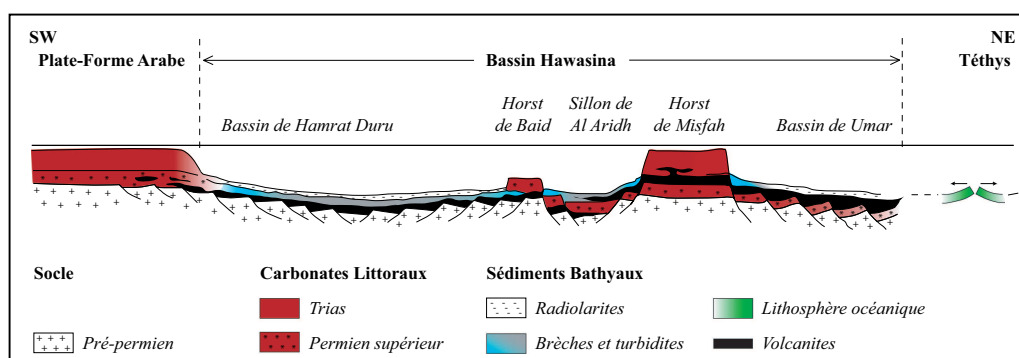 SW
NE
Plate-Forme Arabe
Bassin Hawasina
Téthys
Bassin de Hamrat Duru
Horst
de Baid
Sillon de
Al Aridh
Horst
de Misfah
Bassin de Umar
Socle
Carbonates Littoraux
Sédiments Bathyaux
Trias
Radiolarites
Lithosphère océanique
Pré-permien
Permien supérieur
Brèches et turbidites
Volcanites